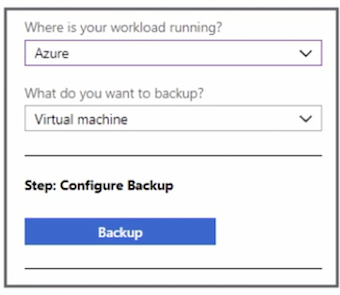 Where is your workload running?
Azure
What do you want to backup?
Virtual machine
Step: Configure Backup
Backup